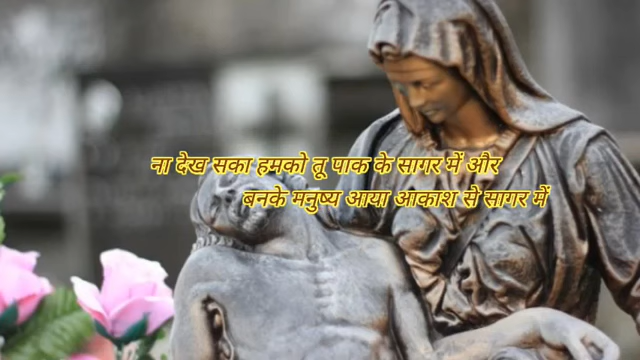 ना देख सका हमको तू पाक के सागर में और
बनके मनुष्य आया आकाश से सागर में